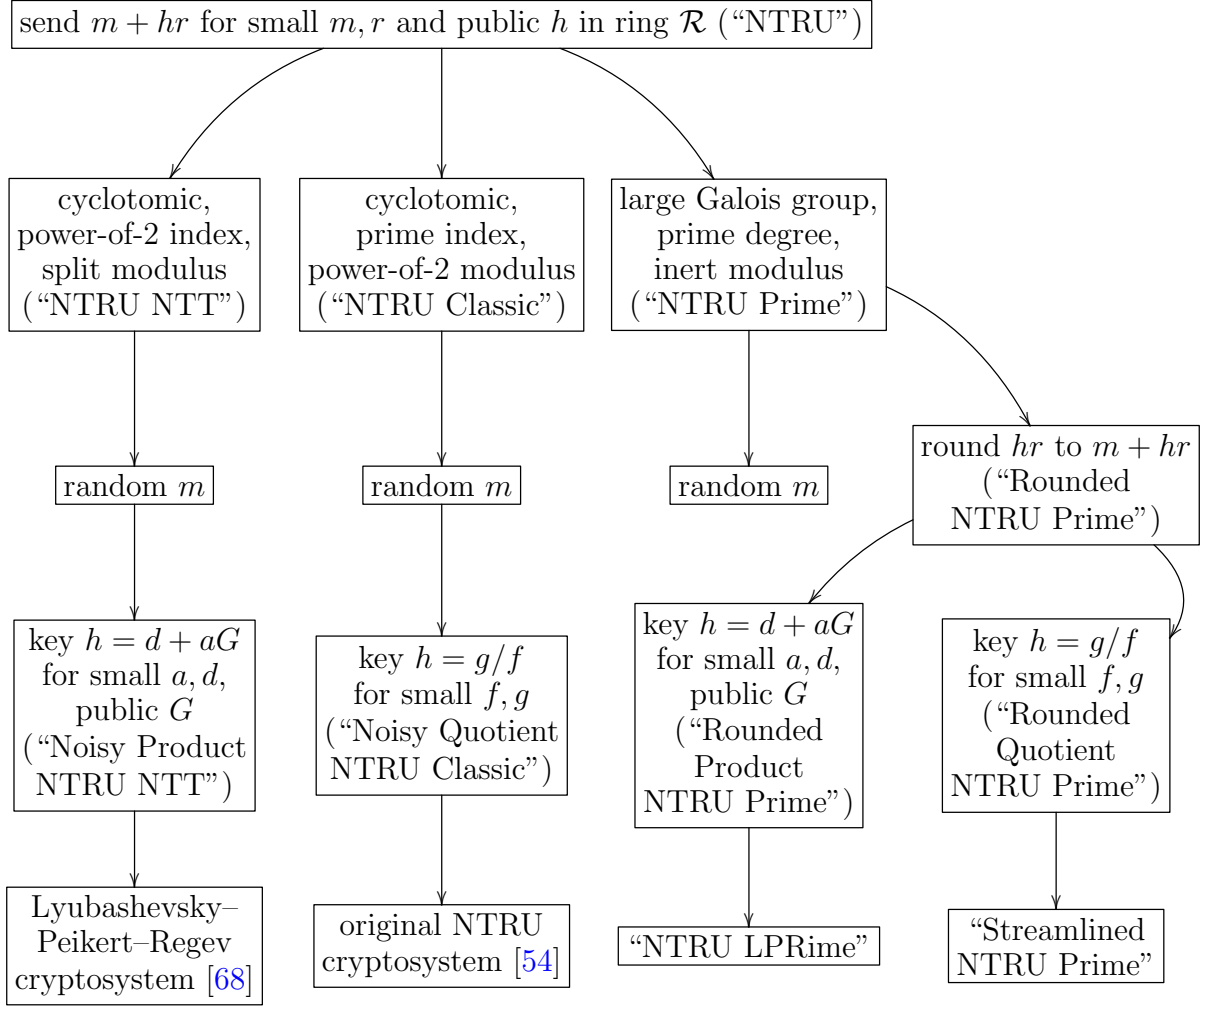 send m + hr for small m, r and public h in ring ℛ (“NTRU”)
cyclotomic,
power-of-2 index,
split modulus
(“NTRU NTT”)
cyclotomic,
prime index,
power-of-2 modulus
(“NTRU Classic”)
large Galois group,
prime degree,
inert modulus
(“NTRU Prime”)
round hr to m + hr
(“Rounded
NTRU Prime”)
random m
random m
random m
key h = d + aG
for small a, d,
public G
(“Noisy Product
NTRU NTT”)
key h = g/f
for small f, g
(“Noisy Quotient
NTRU Classic”)
key h = d + aG
for small a, d,
public G
(“Rounded
Product
NTRU Prime”)
key h = g/f
for small f, g
(“Rounded
Quotient
NTRU Prime”)
Lyubashevsky–
Peikert–Regev
cryptosystem [68]
original NTRU
cryptosystem [54]
“NTRU LPRime”
“Streamlined
NTRU Prime”